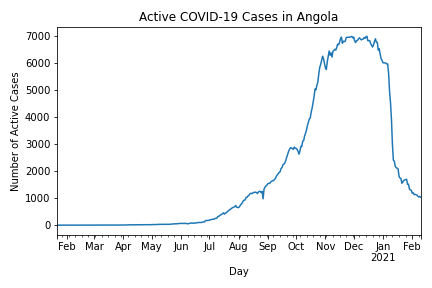 Active COVID-19 Cases in Angola
Number of Active Cases
7000
6000
5000
4000
3000
2000
1000
0
Feb Mar Apr May Jun Jul Aug Sep Oct Nov Dec Jan Feb
2021
Day